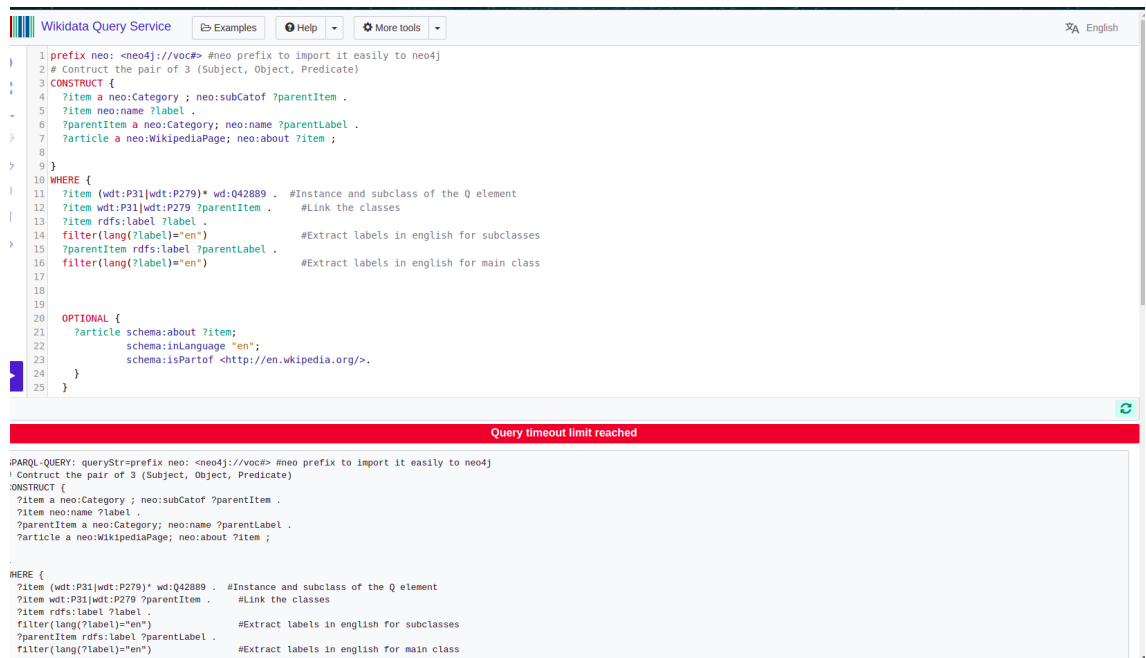 Wikidata Query Service Examples Help More tools English
1 prefix neo: <neo4j://voc#> #neo prefix to import it easily to neo4j
2 # Contruct the pair of 3 (Subject, Object, Predicate)
3 CONSTRUCT {
4 ?item a neo:Category ; neo:subCatof ?parentItem .
5 ?item neo:name ?label .
6 ?parentItem a neo:Category; neo:name ?parentLabel .
7 ?article a neo:WikipediaPage; neo:about ?item ;
8
9 }
10 WHERE {
11 ?item (wdt:P31|wdt:P279)* wd:Q42889 . #Instance and subclass of the Q element
12 ?item wdt:P31|wdt:P279 ?parentItem . #Link the classes
13 ?item rdfs:label ?label .
14 filter(lang(?label)="en") #Extract labels in english for subclasses
15 ?parentItem rdfs:label ?parentLabel .
16 filter(lang(?label)="en") #Extract labels in english for main class
17
18
19
20 OPTIONAL {
21 ?article schema:about ?item;
22 schema:inLanguage "en";
23 schema:isPartof <http://en.wkipedia.org/>.
24 }
25 }
Query timeout limit reached
SPARQL-QUERY: queryStr=prefix neo: <neo4j://voc#> #neo prefix to import it easily to neo4j
# Contruct the pair of 3 (Subject, Object, Predicate)
CONSTRUCT {
?item a neo:Category ; neo:subCatof ?parentItem .
?item neo:name ?label .
?parentItem a neo:Category; neo:name ?parentLabel .
?article a neo:WikipediaPage; neo:about ?item ;
WHERE {
?item (wdt:P31|wdt:P279)* wd:Q42889 . #Instance and subclass of the Q element
?item wdt:P31|wdt:P279 ?parentItem . #Link the classes
?item rdfs:label ?label .
filter(lang(?label)="en") #Extract labels in english for subclasses
?parentItem rdfs:label ?parentLabel .
filter(lang(?label)="en") #Extract labels in english for main class